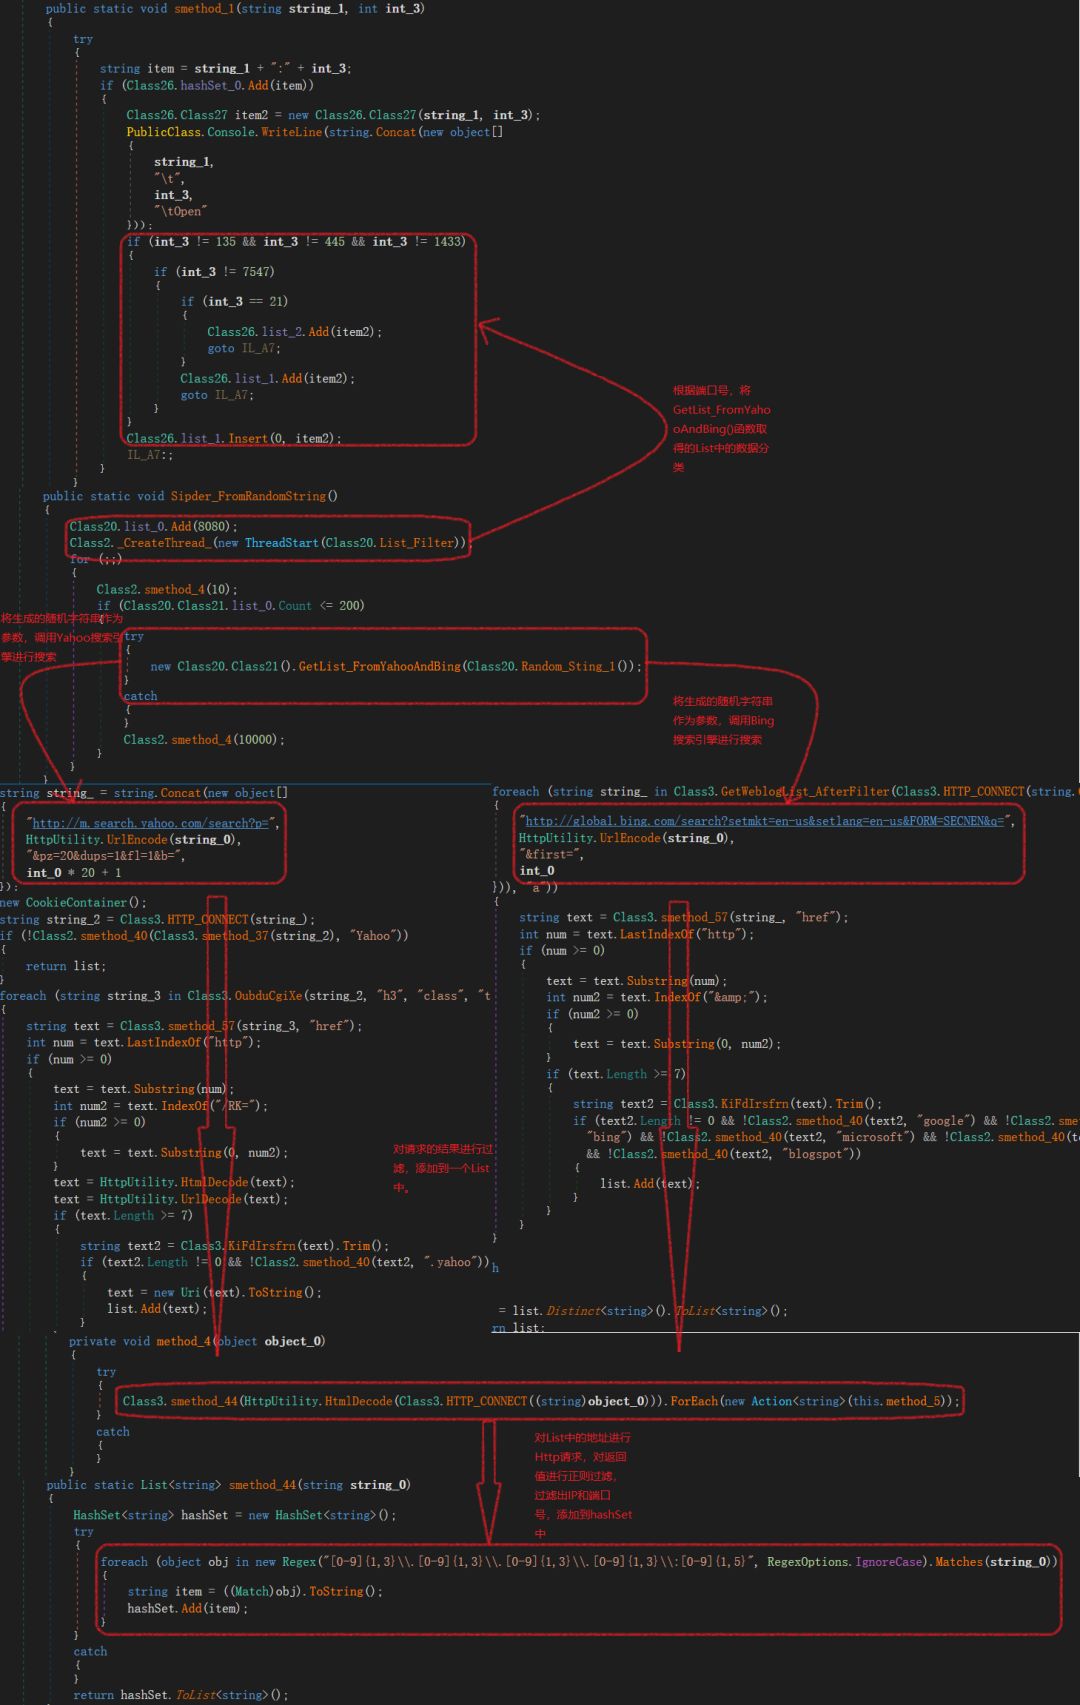 public static void smethod_1(string string_1, int int_3)
{
try
{
string item = string_1 + ":" + int_3;
if (Class26.hashSet_0.Add(item))
{
Class26.Class27 item2 = new Class26.Class27(string_1, int_3);
PublicClass.Console.WriteLine(string.Concat(new object[]
{
string_1,
"\t",
int_3,
"\tOpen"
}));
if (int_3 != 135 && int_3 != 445 && int_3 != 1433)
{
if (int_3 != 7547)
{
if (int_3 == 21)
{
Class26.list_2.Add(item2);
goto IL_A7;
}
Class26.list_1.Add(item2);
goto IL_A7;
}
}
Class26.list_1.Insert(0, item2);
IL_A7:;
}
}
根据端口号，将
GetList_FromYaho
oAndBing()函数取
得的List中的数据分
类
public static void Sipder_FromRandomString()
{
Class20.list_0.Add(8080);
Class2._CreateThread_(new ThreadStart(Class20.List_Filter));
for (;;)
{
Class2.smethod_4(10);
if (Class20.Class21.list_0.Count <= 200)
{
try
{
new Class20.Class21().GetList_FromYahooAndBing(Class20.Random_Sting_1());
}
catch
{
}
Class2.smethod_4(10000);
}
}
}
将生成的随机字符串作为
参数，调用Yahoo搜索引
擎进行搜索
将生成的随机字符串
作为参数，调用Bing
搜索引擎进行搜索
string string_ = string.Concat(new object[]
{
"http://m.search.yahoo.com/search?p=",
HttpUtility.UrlEncode(string_0),
"&pz=20&dups=1&fl=1&b=",
int_0 * 20 + 1
});
new CookieContainer();
string string_2 = Class3.HTTP_CONNECT(string_);
if (!Class2.smethod_40(Class3.smethod_37(string_2), "Yahoo"))
{
return list;
}
foreach (string string_3 in Class3.OubduCgiXe(string_2, "h3", "class", "t
{
string text = Class3.smethod_57(string_3, "href");
int num = text.LastIndexOf("http");
if (num >= 0)
{
text = text.Substring(num);
int num2 = text.IndexOf("/RK=");
if (num2 >= 0)
{
text = text.Substring(0, num2);
}
text = HttpUtility.HtmlDecode(text);
text = HttpUtility.UrlDecode(text);
if (text.Length >= 7)
{
string text2 = Class3.KiFdIrsfrn(text).Trim();
if (text2.Length != 0 && !Class2.smethod_40(text2, ".yahoo"))
{
text = new Uri(text).ToString();
list.Add(text);
}
对请求的结果进行过
滤，添加到一个List
中。
foreach (string string_ in Class3.GetWeblogList_AfterFilter(Class3.HTTP_CONNECT(string.
{
"http://global.bing.com/search?setmkt=en-us&setlang=en-us&FORM=SECNEN&q=",
HttpUtility.UrlEncode(string_0),
"&first=",
int_0
})), "a"))
{
string text = Class3.smethod_57(string_, "href");
int num = text.LastIndexOf("http");
if (num >= 0)
{
text = text.Substring(num);
int num2 = text.IndexOf("&amp;");
if (num2 >= 0)
{
text = text.Substring(0, num2);
}
if (text.Length >= 7)
{
string text2 = Class3.KiFdIrsfrn(text).Trim();
if (text2.Length != 0 && !Class2.smethod_40(text2, "google") && !Class2.sme
"bing") && !Class2.smethod_40(text2, "microsoft") && !Class2.smethod_40(te
&& !Class2.smethod_40(text2, "blogspot"))
{
list.Add(text);
}
}
}
}
h
= list.Distinct<string>().ToList<string>();
rn list;
private void method_4(object object_0)
{
try
{
Class3.smethod_44(HttpUtility.HtmlDecode(Class3.HTTP_CONNECT((string)object_0))).ForEach(new Action<string>(this.method_5));
}
catch
{
}
}
对List中的地址进行
Http请求，对返回
值进行正则过滤，
过滤出IP和端口
号，添加到hashSet
中
public static List<string> smethod_44(string string_0)
{
HashSet<string> hashSet = new HashSet<string>();
try
{
foreach (object obj in new Regex("[0-9]{1,3}\\.[0-9]{1,3}\\.[0-9]{1,3}\\.[0-9]{1,3}\\:[0-9]{1,5}", RegexOptions.IgnoreCase).Matches(string_0))
{
string item = ((Match)obj).ToString();
hashSet.Add(item);
}
}
catch
{
}
return hashSet.ToList<string>();